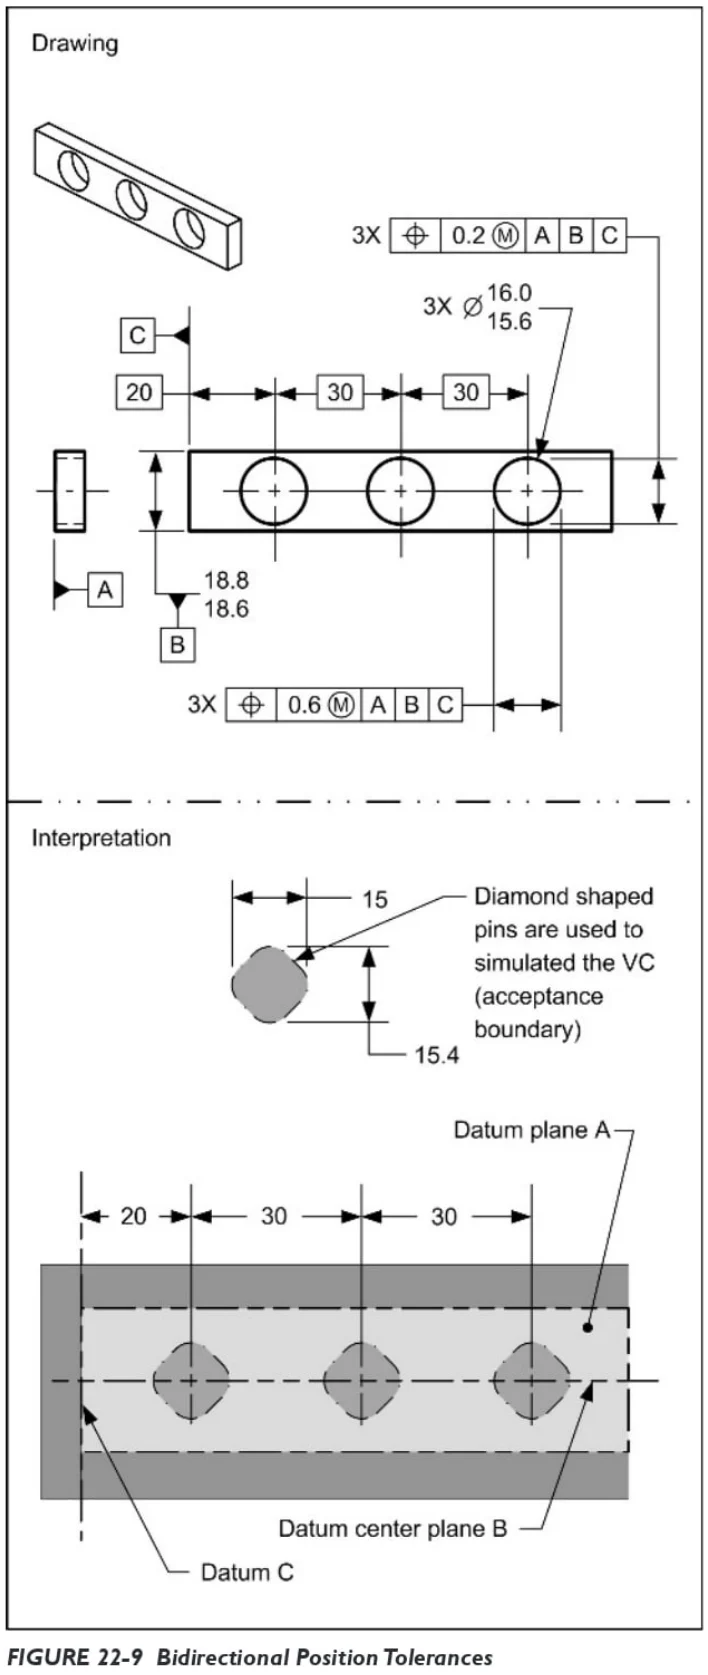 Drawing
3X ⌖ 0.2 Ⓜ A B C
3X ⌀ 16.0
15.6
C
20 30 30
A
18.8
18.6
B
3X ⌖ 0.6 Ⓜ A B C
Interpretation
15
Diamond shaped
pins are used to
simulated the VC
(acceptance
boundary)
15.4
Datum plane A
20 30 30
Datum center plane B
Datum C
FIGURE 22-9 Bidirectional Position Tolerances